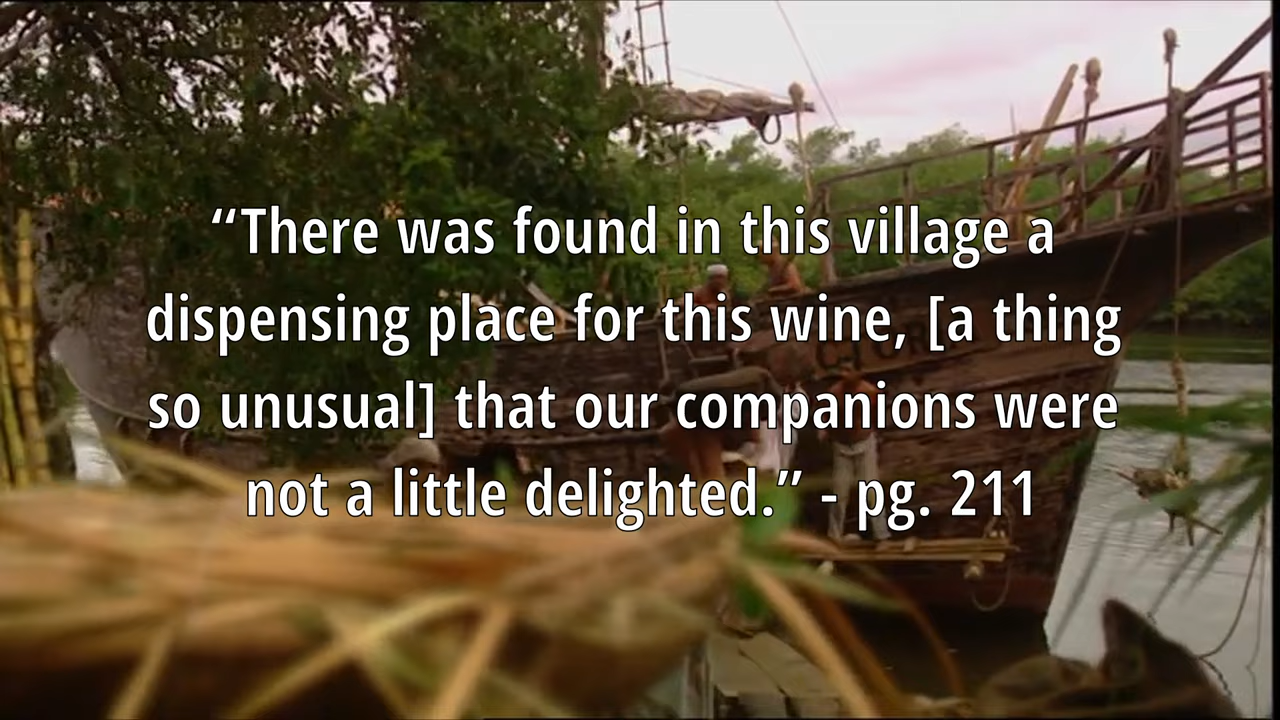 “There was found in this village a
dispensing place for this wine, [a thing
so unusual] that our companions were
not a little delighted.” - pg. 211